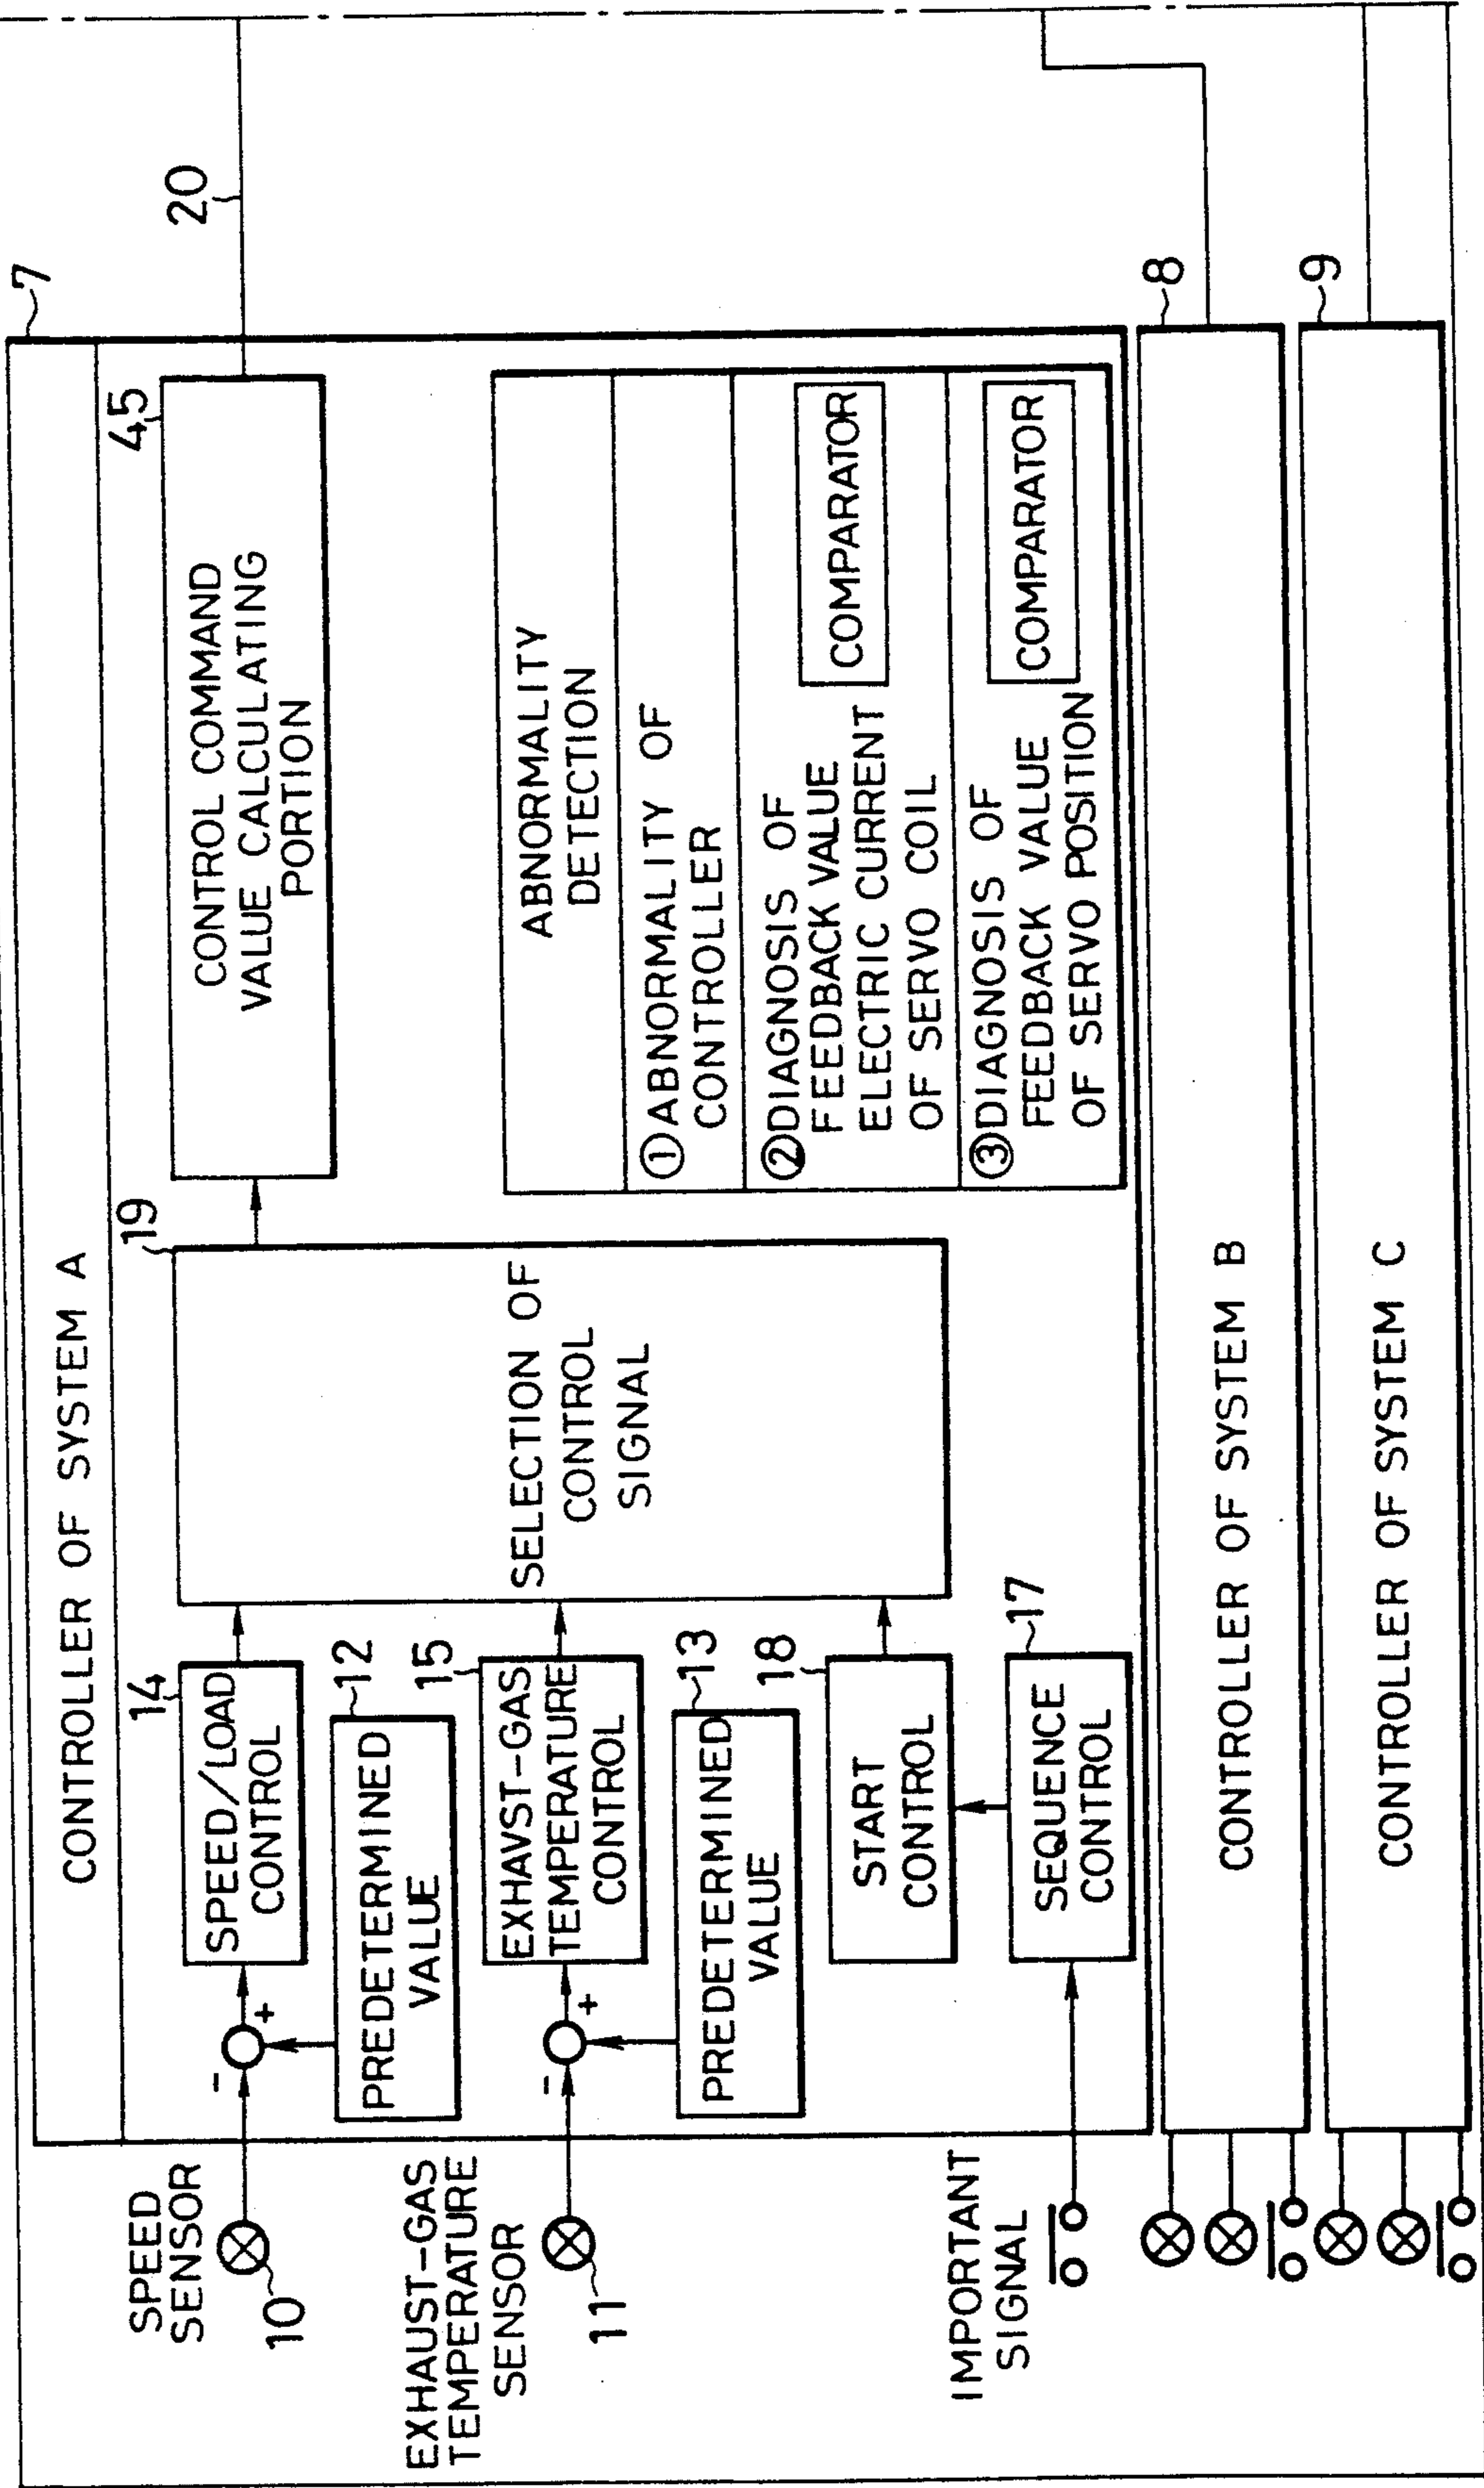 CONTROLLER OF SYSTEM A
7
SPEED
SENSOR
10
-
+
14
SPEED/LOAD
CONTROL
12
PREDETERMINED
VALUE
EXHAUST-GAS
TEMPERATURE
SENSOR
11
-
+
15
EXHAVST-GAS
TEMPERATURE
CONTROL
13
PREDETERMINED
VALUE
18
START
CONTROL
17
SEQUENCE
CONTROL
IMPORTANT
SIGNAL
19
SELECTION OF
CONTROL
SIGNAL
45
CONTROL COMMAND
VALUE CALCULATING
PORTION
20
ABNORMALITY
DETECTION
①ABNORMALITY OF
CONTROLLER
②DIAGNOSIS OF
FEEDBACK VALUE
ELECTRIC CURRENT
OF SERVO COIL
COMPARATOR
③DIAGNOSIS OF
FEEDBACK VALUE
OF SERVO POSITION
COMPARATOR
8
CONTROLLER OF SYSTEM B
9
CONTROLLER OF SYSTEM C